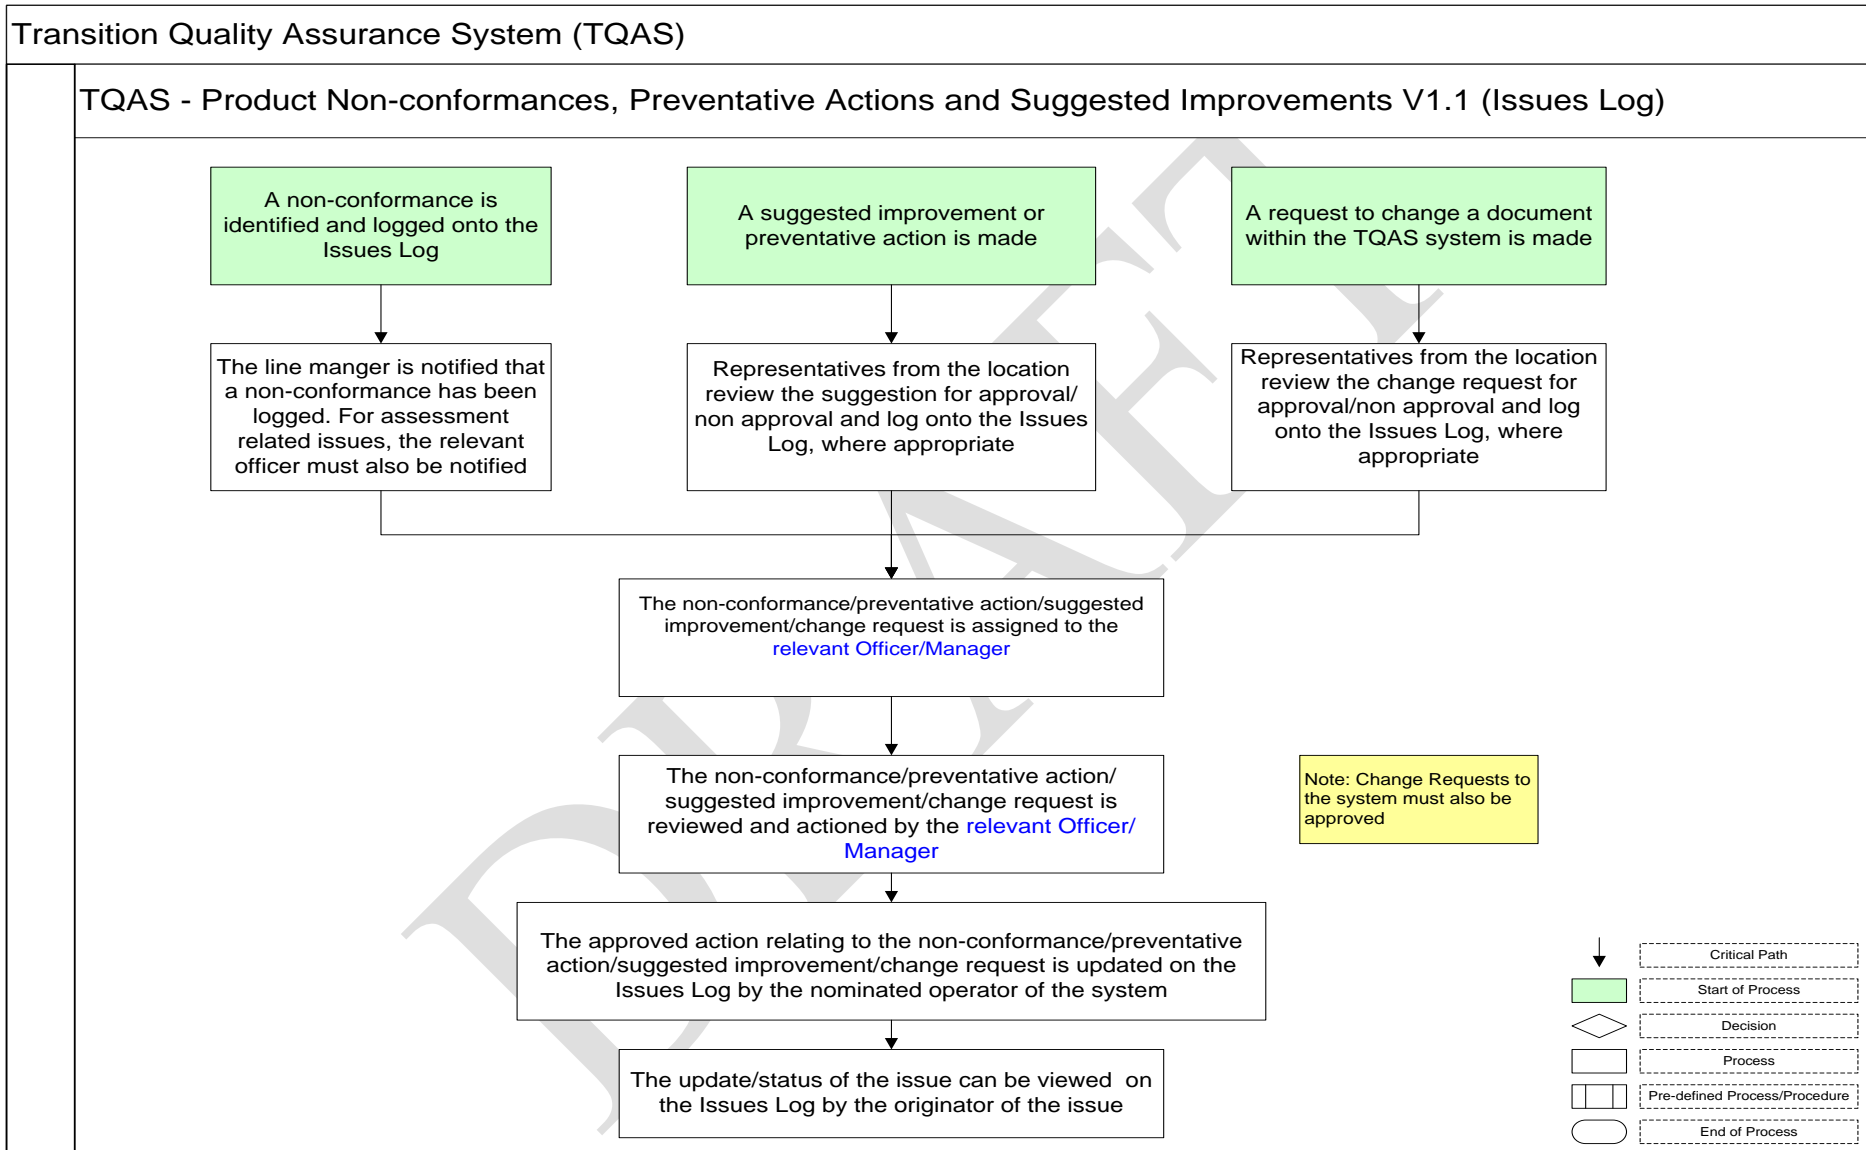 Transition Quality Assurance System (TQAS)
TQAS - Product Non-conformances, Preventative Actions and Suggested Improvements V1.1 (Issues Log)
A non-conformance is
identified and logged onto the
Issues Log
A suggested improvement or
preventative action is made
A request to change a document
within the TQAS system is made
The line manger is notified that
a non-conformance has been
logged. For assessment
related issues, the relevant
officer must also be notified
Representatives from the location
review the suggestion for approval/
non approval and log onto the Issues
Log, where appropriate
Representatives from the location
review the change request for
approval/non approval and log
onto the Issues Log, where
appropriate
The non-conformance/preventative action/suggested
improvement/change request is assigned to the
relevant Officer/Manager
The non-conformance/preventative action/
suggested improvement/change request is
reviewed and actioned by the relevant Officer/
Manager
Note: Change Requests to
the system must also be
approved
The approved action relating to the non-conformance/preventative
action/suggested improvement/change request is updated on the
Issues Log by the nominated operator of the system
The update/status of the issue can be viewed  on
the Issues Log by the originator of the issue
Critical Path
Start of Process
Decision
Process
Pre-defined Process/Procedure
End of Process
DRAFT